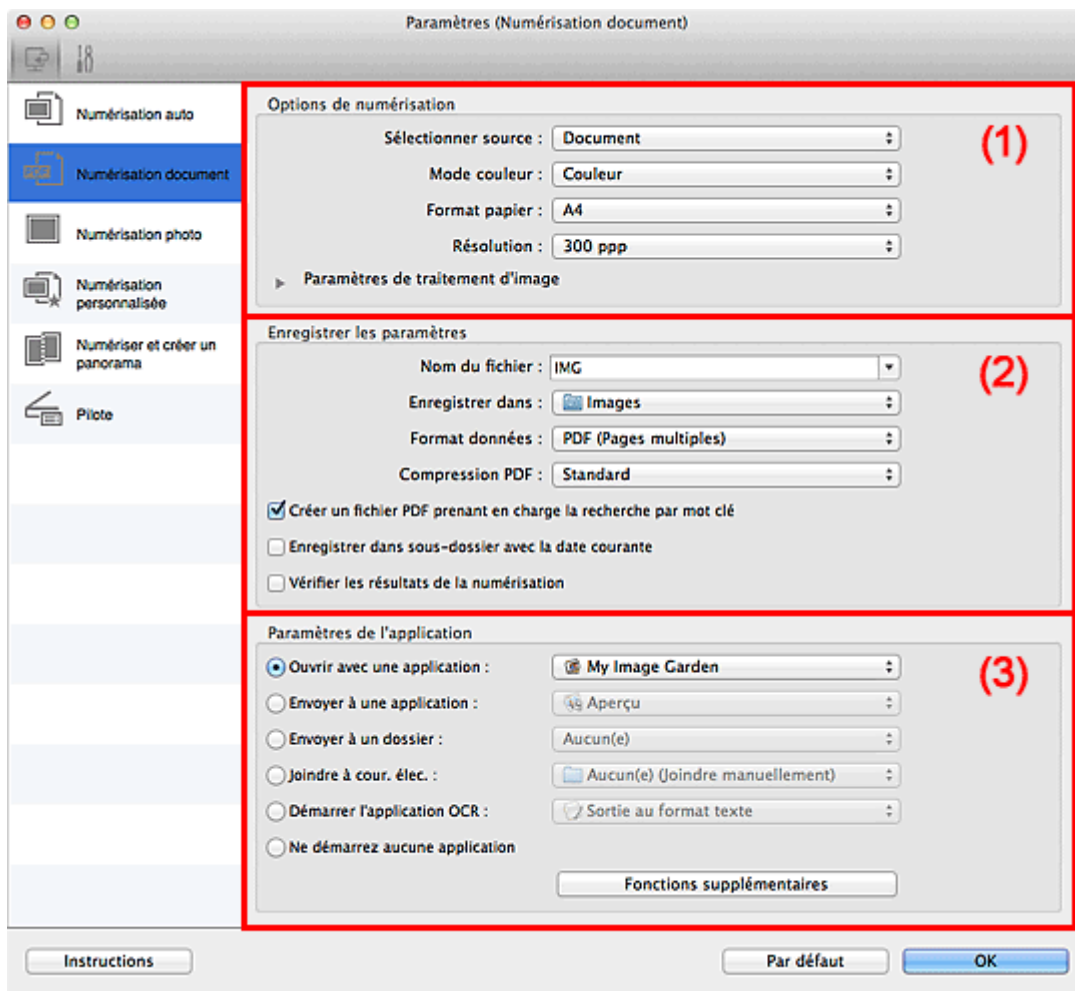 Paramètres (Numérisation document)
Numérisation auto
Numérisation document
Numérisation photo
Numérisation
personnalisée
Numériser et créer un
panorama
Pilote
Options de numérisation
(1)
Sélectionner source : Document
Mode couleur : Couleur
Format papier : A4
Résolution : 300 ppp
Paramètres de traitement d'image
Enregistrer les paramètres
(2)
Nom du fichier : IMG
Enregistrer dans : Images
Format données : PDF (Pages multiples)
Compression PDF : Standard
Créer un fichier PDF prenant en charge la recherche par mot clé
Enregistrer dans sous-dossier avec la date courante
Vérifier les résultats de la numérisation
Paramètres de l'application
(3)
Ouvrir avec une application : My Image Garden
Envoyer à une application : Aperçu
Envoyer à un dossier : Aucun(e)
Joindre à cour. élec. : Aucun(e) (Joindre manuellement)
Démarrer l'application OCR : Sortie au format texte
Ne démarrez aucune application
Fonctions supplémentaires
Instructions
Par défaut
OK